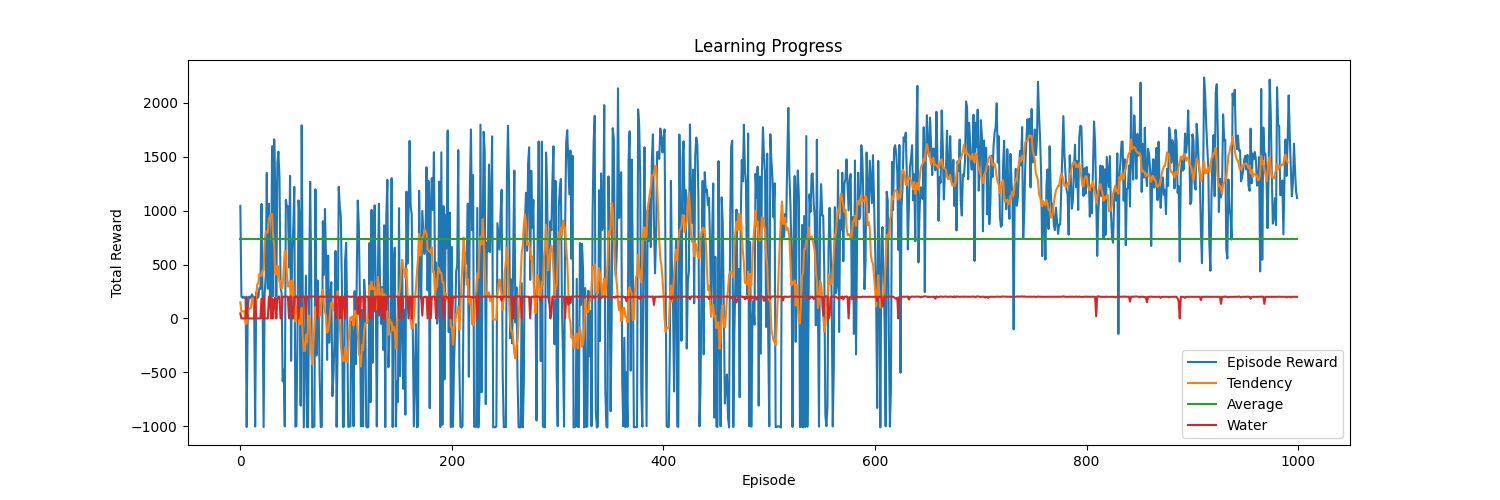 Learning Progress
Total Reward
2000
1500
1000
500
0
−500
−1000
0
200
400
600
800
1000
Episode
Episode Reward
Tendency
Average
Water